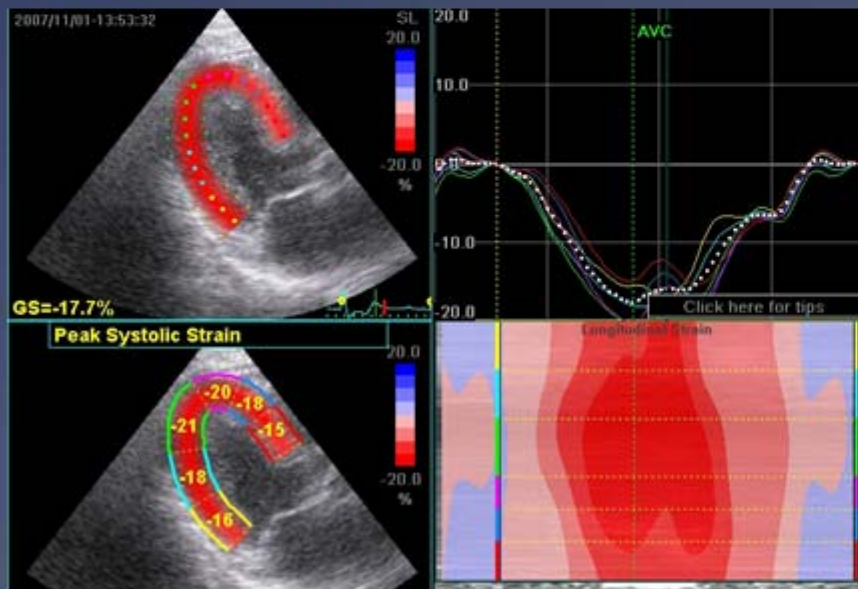 2007/11/01-13:53:32
SL
20.0
-20.0
%
GS=-17.7%
20.0
AVC
10.0
-10.0
-20.0
Click here for tips
Peak Systolic Strain
20.0
-20.0
%
-20
-18
-15
-21
-18
-16
Longitudinal Strain